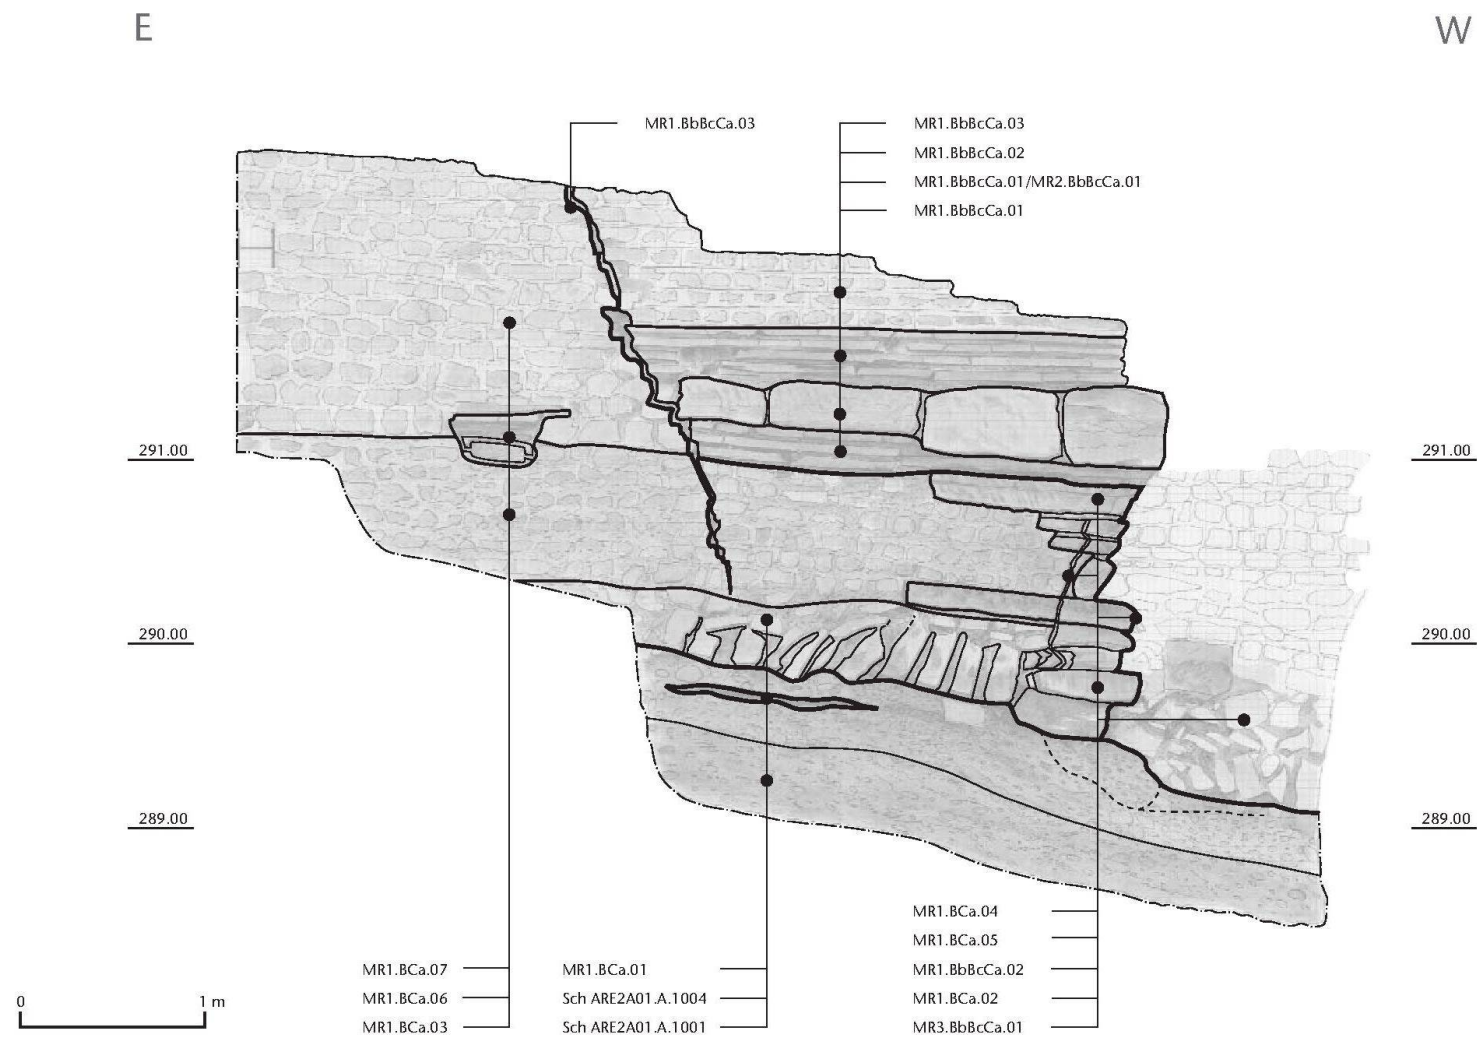 E
W
MR1.BbBcCa.03
MR1.BbBcCa.03
MR1.BbBcCa.02
MR1.BbBcCa.01/MR2.BbBcCa.01
MR1.BbBcCa.01
291.00
291.00
290.00
290.00
289.00
289.00
MR1.BCa.07
MR1.BCa.06
MR1.BCa.03
MR1.BCa.01
Sch ARE2A01.A.1004
Sch ARE2A01.A.1001
MR1.BCa.04
MR1.BCa.05
MR1.BbBcCa.02
MR1.BCa.02
MR3.BbBcCa.01
0 1 m